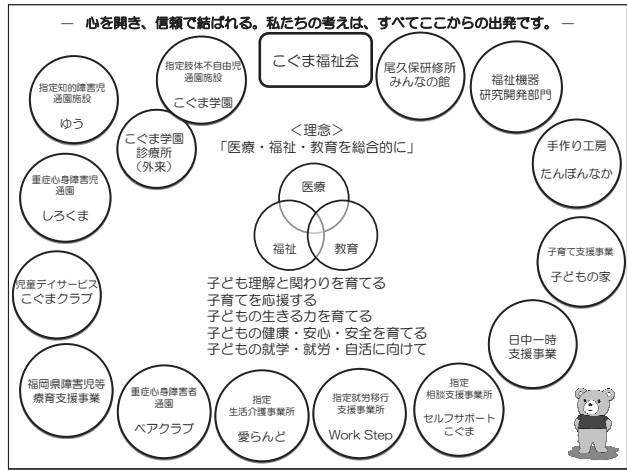 ― 心を開き、信頼で結ばれる。私たちの考えは、すべてここからの出発です。 ―
こぐま福祉会
指定肢体不自由児
通園施設
こぐま学園
こぐま学園
診療所
（外来）
指定知的障害児
通園施設
ゆう
重症心身障害児
通園
しろくま
児童デイサービス
こぐまクラブ
福岡県障害児等
療育支援事業
重症心身障害者
通園
ベアクラブ
指定
生活介護事業所
愛らんど
指定就労移行
支援事業所
Work Step
指定
相談支援事業所
セルフサポート
こぐま
日中一時
支援事業
子育て支援事業
子どもの家
手作り工房
たんぽんなか
福祉機器
研究開発部門
尾久保研修所
みんなの館
＜理念＞
「医療・福祉・教育を総合的に」
医療
福祉
教育
子ども理解と関わりを育てる
子育てを応援する
子どもの生きる力を育てる
子どもの健康・安心・安全を育てる
子どもの就学・就労・自活に向けて